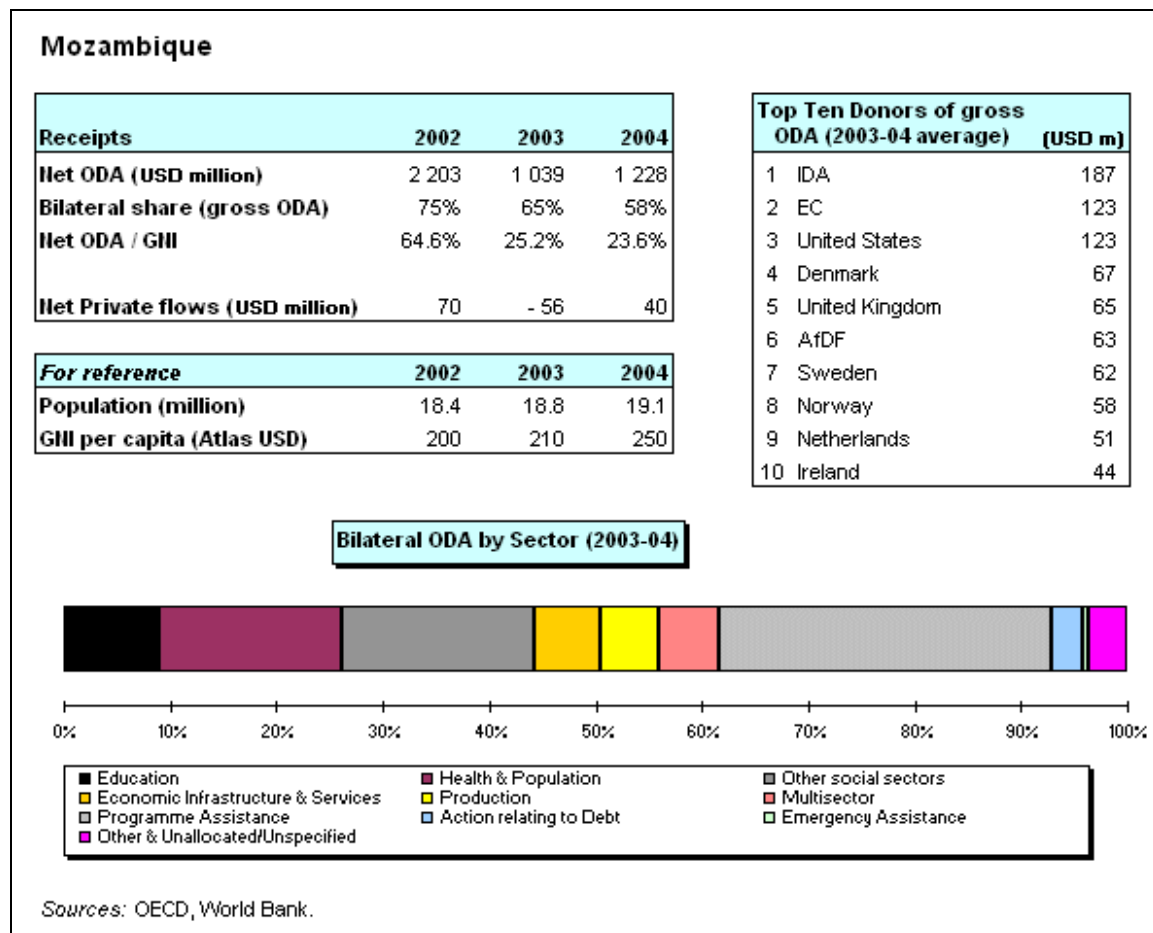 Mozambique
Receipts 2002 2003 2004
Net ODA (USD million) 2 203 1 039 1 228
Bilateral share (gross ODA) 75% 65% 58%
Net ODA / GNI 64.6% 25.2% 23.6%
Net Private flows (USD million) 70 - 56 40
For reference 2002 2003 2004
Population (million) 18.4 18.8 19.1
GNI per capita (Atlas USD) 200 210 250
Top Ten Donors of gross
ODA (2003-04 average) (USD m)
1 IDA 187
2 EC 123
3 United States 123
4 Denmark 67
5 United Kingdom 65
6 AfDF 63
7 Sweden 62
8 Norway 58
9 Netherlands 51
10 Ireland 44
Bilateral ODA by Sector (2003-04)
0% 10% 20% 30% 40% 50% 60% 70% 80% 90% 100%
Education Health & Population Other social sectors
Economic Infrastructure & Services Production Multisector
Programme Assistance Action relating to Debt Emergency Assistance
Other & Unallocated/Unspecified
Sources: OECD, World Bank.